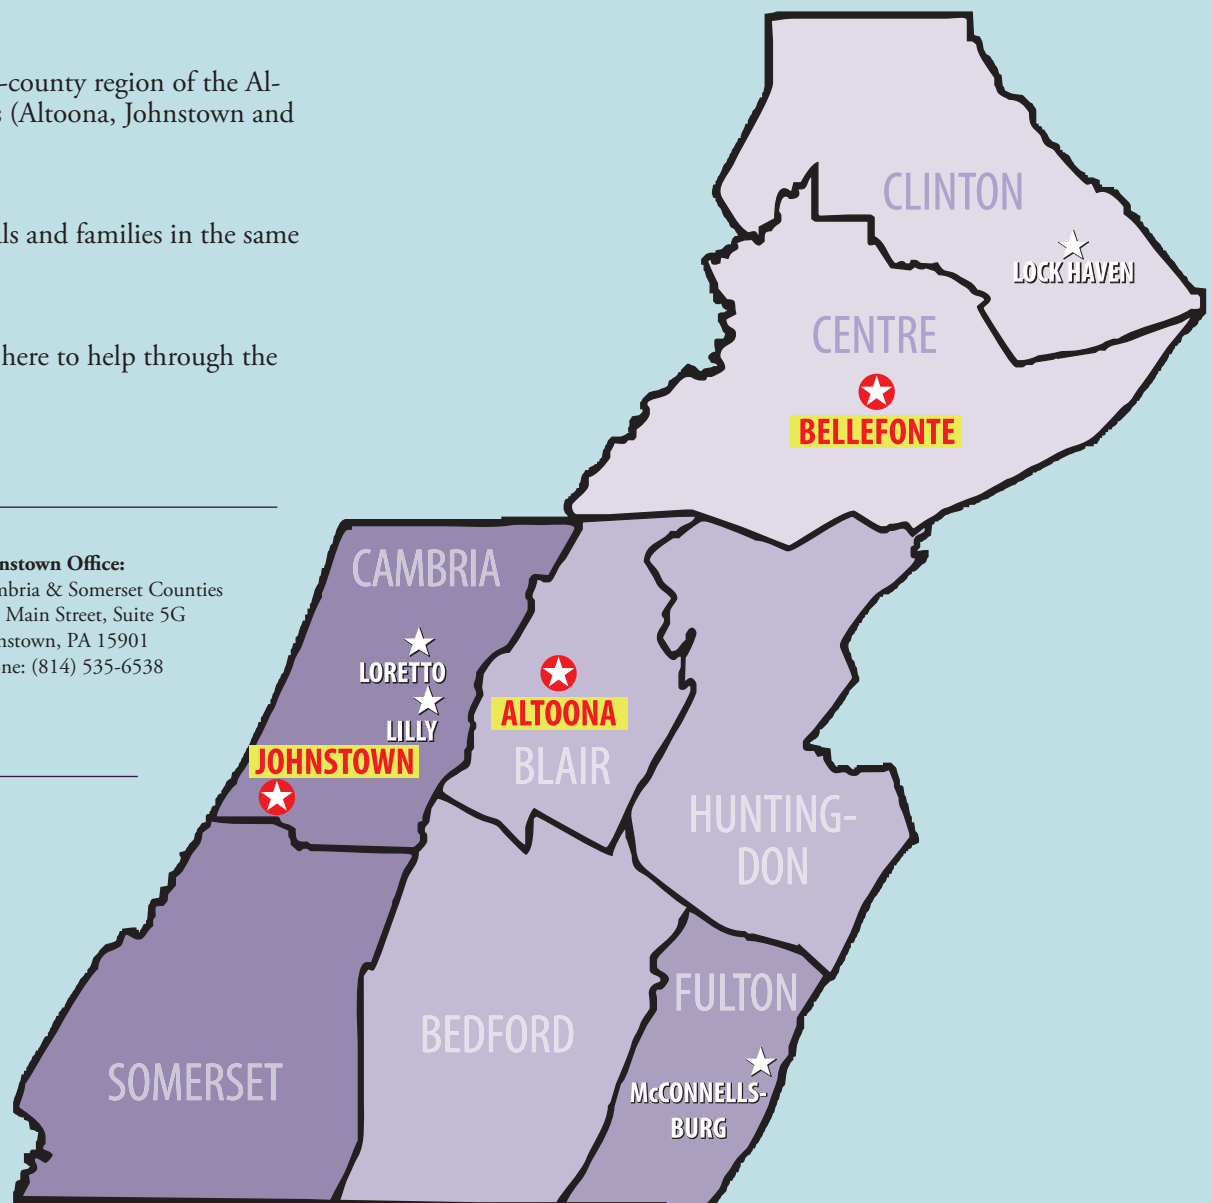 -county region of the Al-
(Altoona, Johnstown and
ls and families in the same
here to help through the
nstown Office:
mbria & Somerset Counties
Main Street, Suite 5G
nstown, PA 15901
ne: (814) 535-6538
CLINTON
LOCK HAVEN
CENTRE
BELLEFONTE
CAMBRIA
LORETTO
LILLY
JOHNSTOWN
ALTOONA
BLAIR
HUNTING-
DON
SOMERSET
BEDFORD
FULTON
McCONNELLS-
BURG